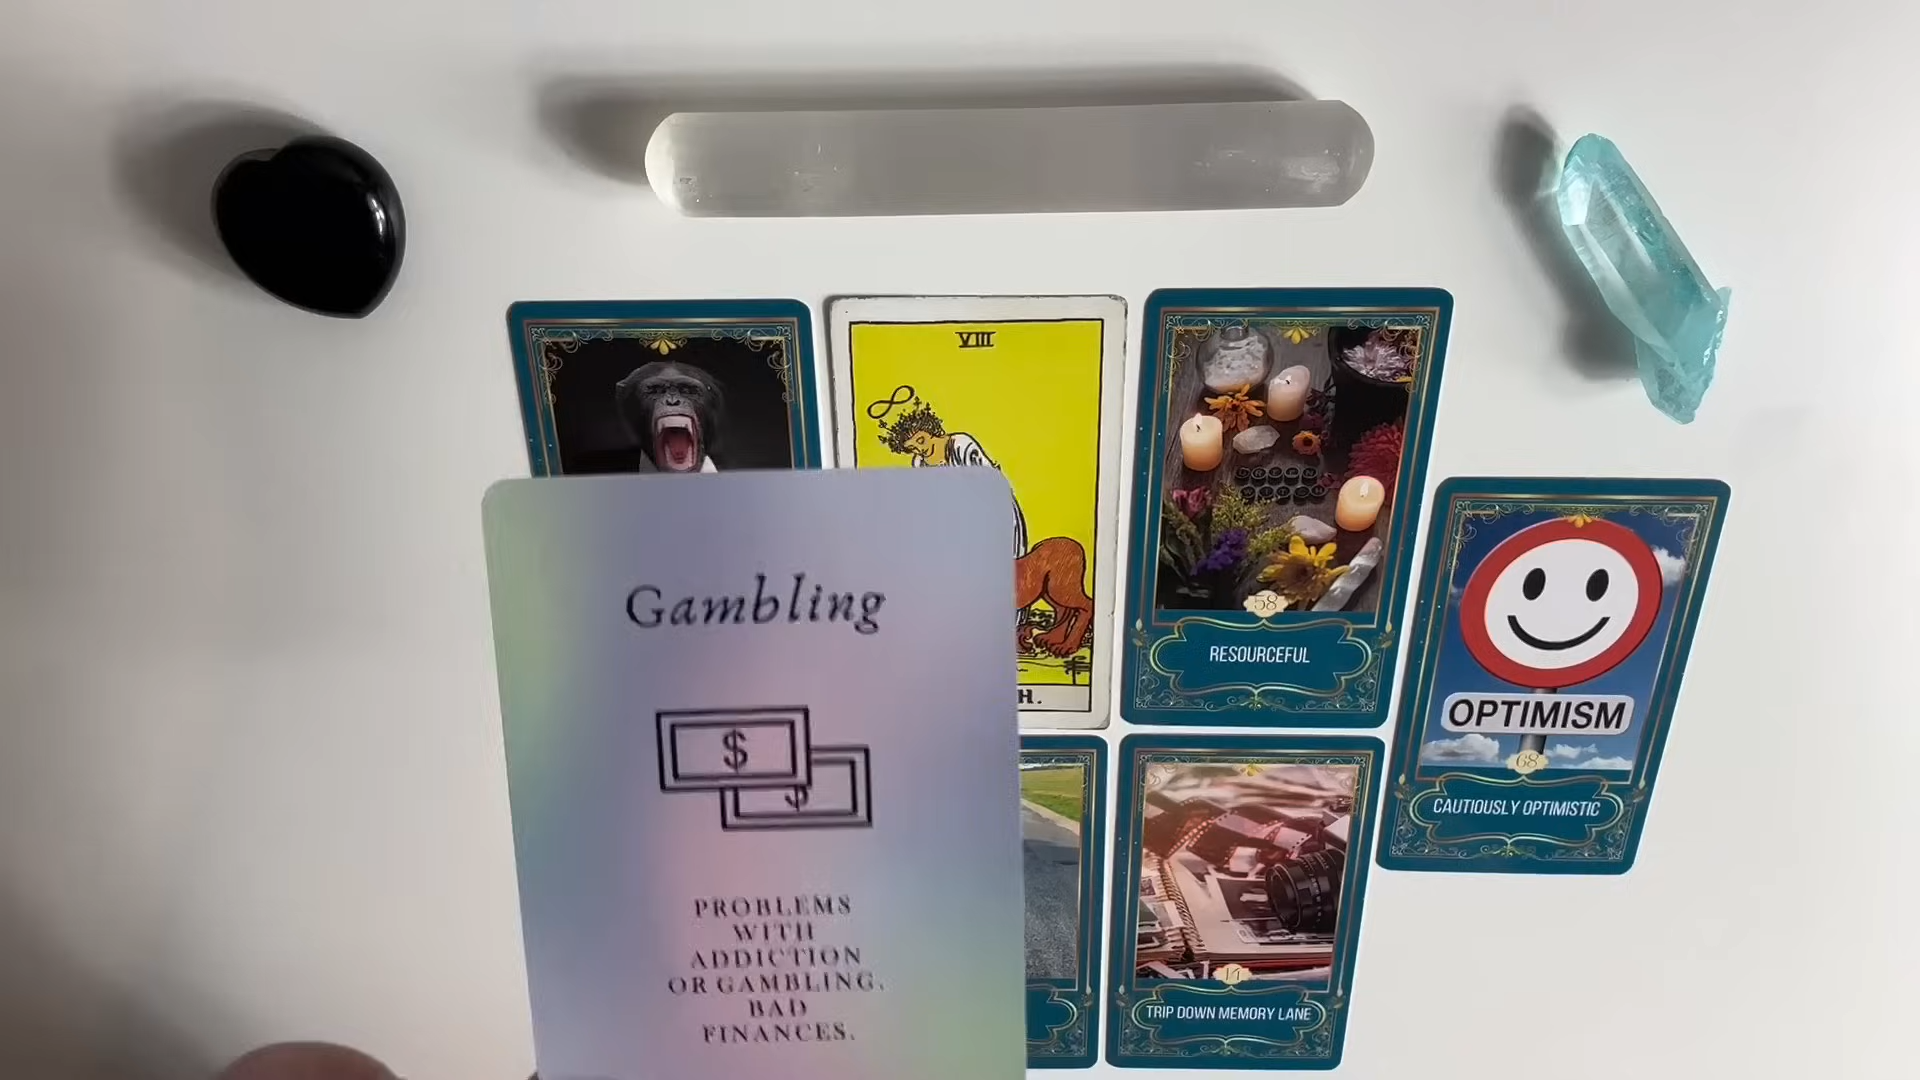 VIII
58
RESOURCEFUL
OPTIMISM
68
CAUTIOUSLY OPTIMISTIC
H.
Gambling
$
$
PROBLEMS
WITH
ADDICTION
OR GAMBLING.
BAD
FINANCES.
14
TRIP DOWN MEMORY LANE